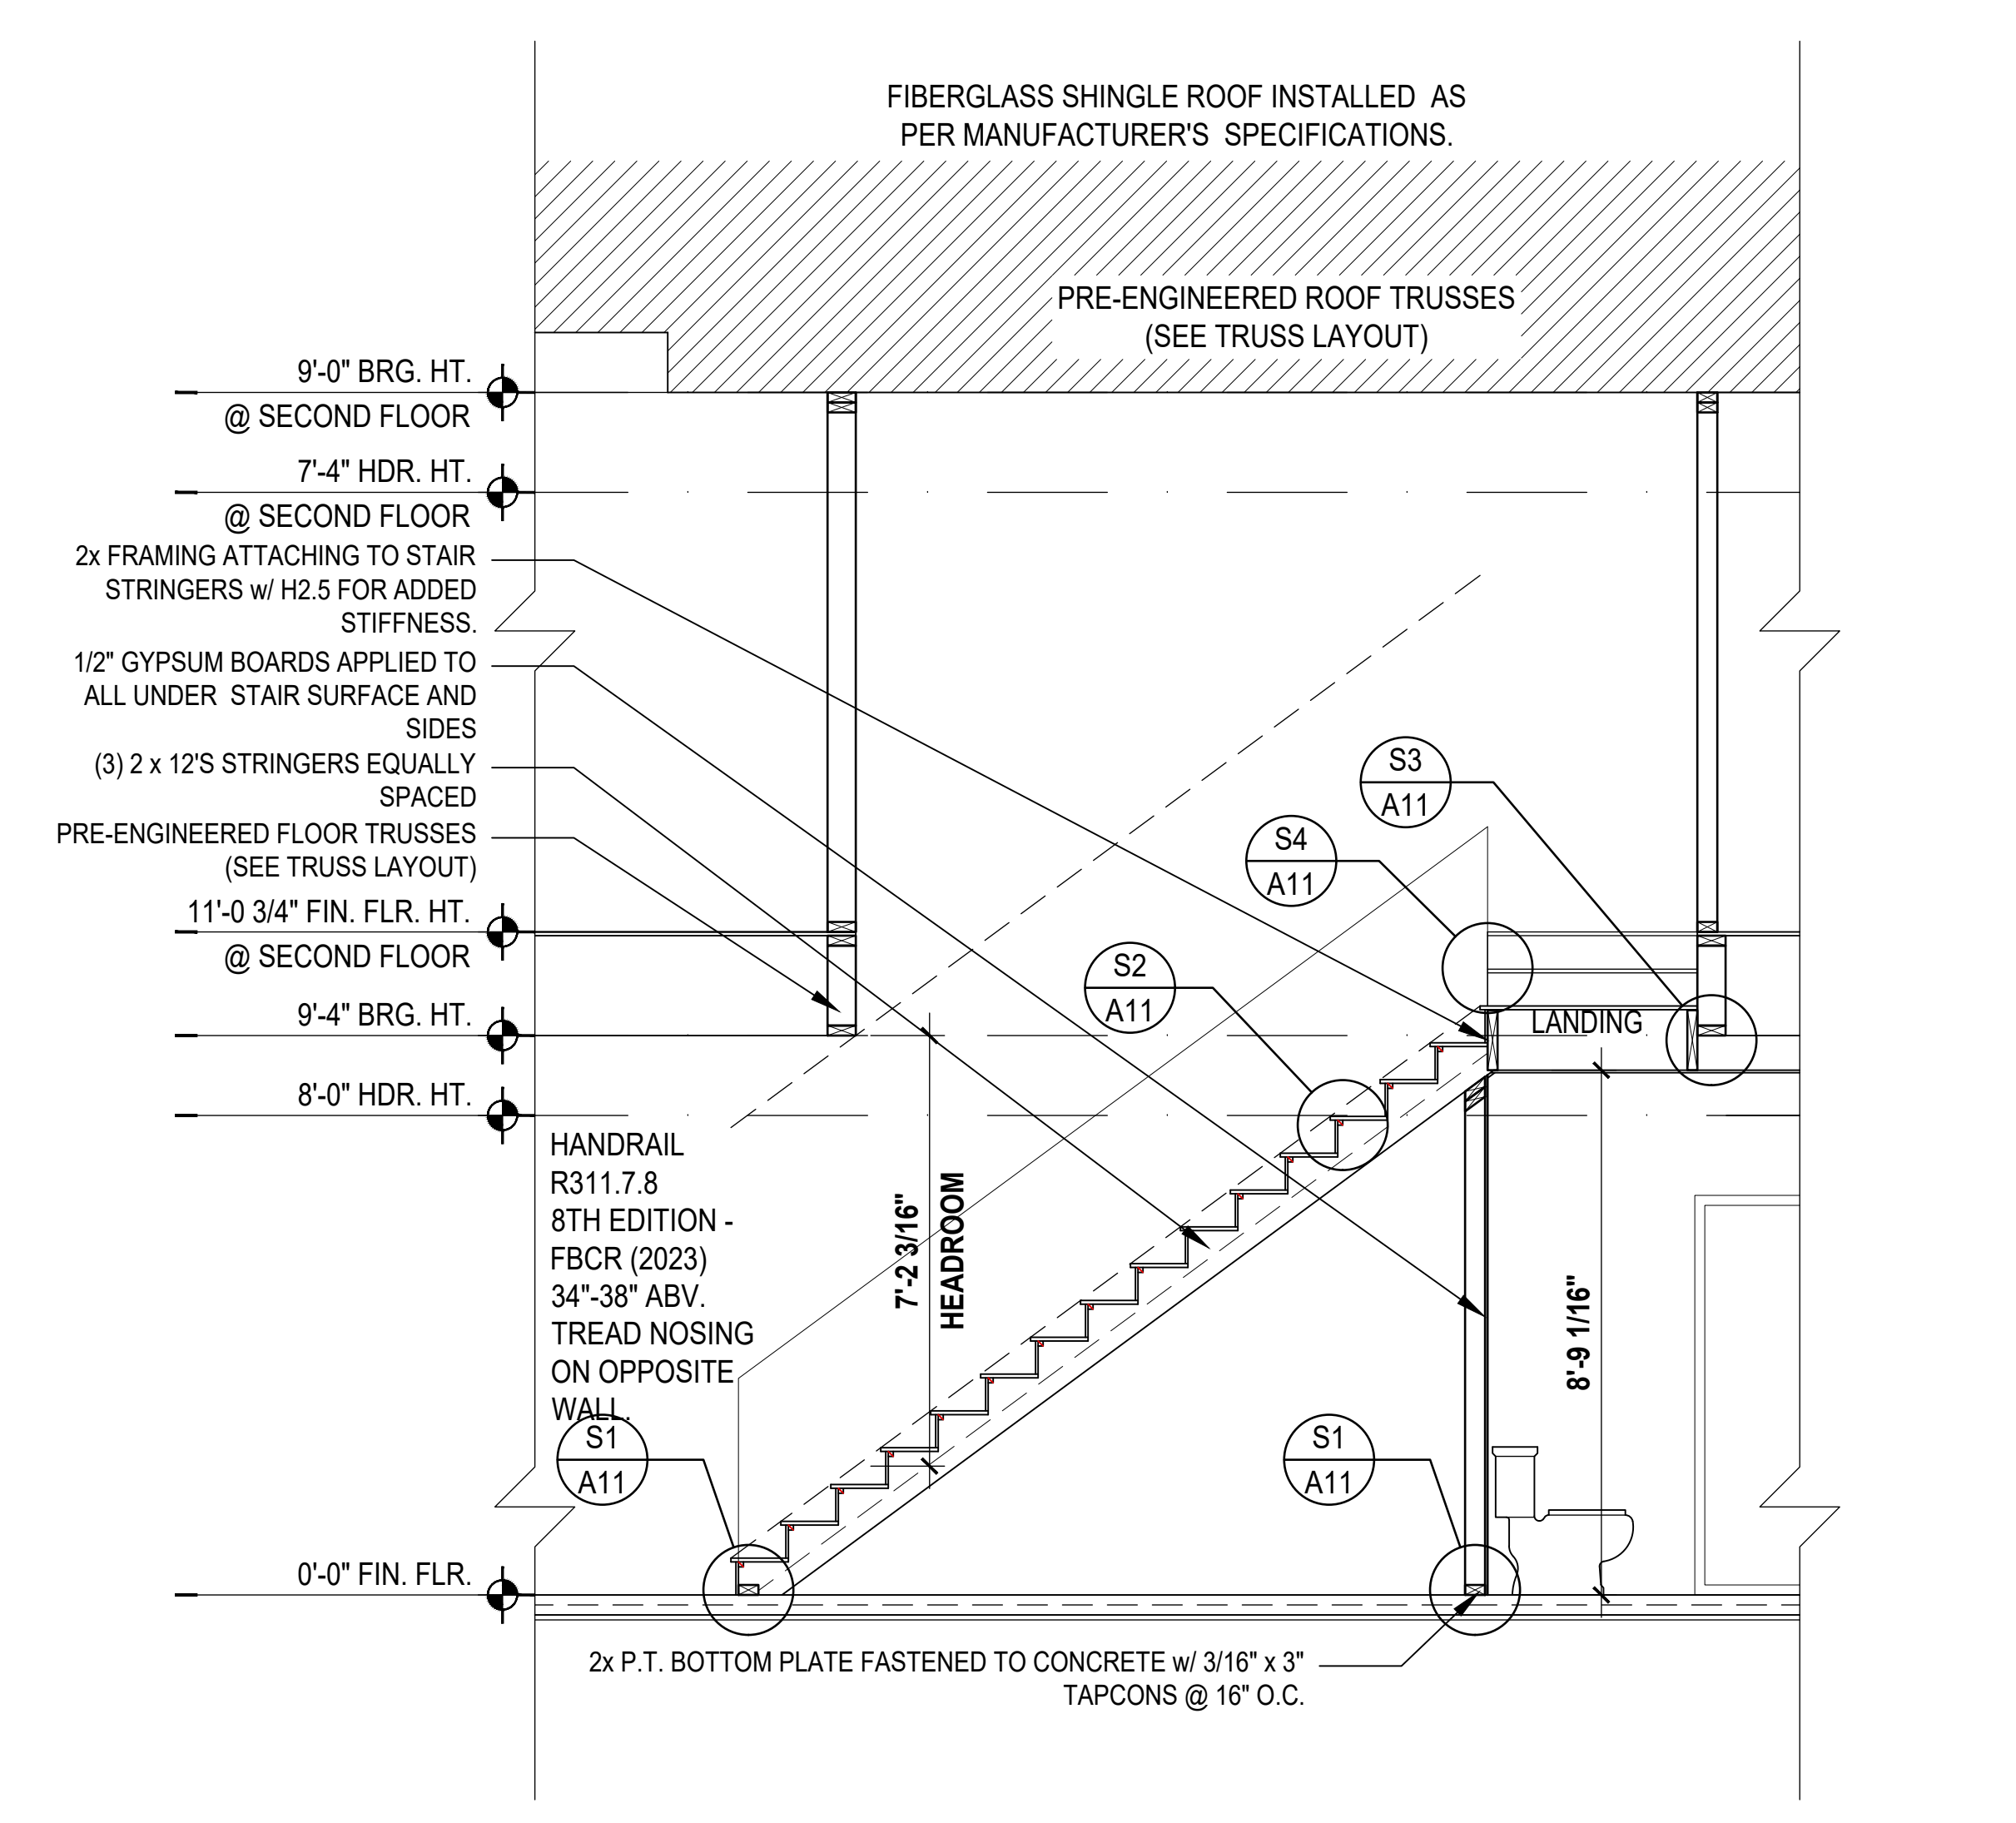 FIBERGLASS SHINGLE ROOF INSTALLED AS
PER MANUFACTURER'S SPECIFICATIONS.
PRE-ENGINEERED ROOF TRUSSES
(SEE TRUSS LAYOUT)
9'-0" BRG. HT.
@ SECOND FLOOR
7'-4" HDR. HT.
@ SECOND FLOOR
2x FRAMING ATTACHING TO STAIR
STRINGERS w/ H2.5 FOR ADDED
STIFFNESS.
1/2" GYPSUM BOARDS APPLIED TO
ALL UNDER STAIR SURFACE AND
SIDES
(3) 2 x 12'S STRINGERS EQUALLY
SPACED
PRE-ENGINEERED FLOOR TRUSSES
(SEE TRUSS LAYOUT)
11'-0 3/4" FIN. FLR. HT.
@ SECOND FLOOR
9'-4" BRG. HT.
8'-0" HDR. HT.
0'-0" FIN. FLR.
S3
A11
S4
A11
S2
A11
LANDING
HANDRAIL
R311.7.8
8TH EDITION -
FBCR (2023)
34"-38" ABV.
TREAD NOSING
ON OPPOSITE
WALL.
7'-2 3/16"
HEADROOM
8'-9 1/16"
S1
A11
S1
A11
2x P.T. BOTTOM PLATE FASTENED TO CONCRETE w/ 3/16" x 3"
TAPCONS @ 16" O.C.